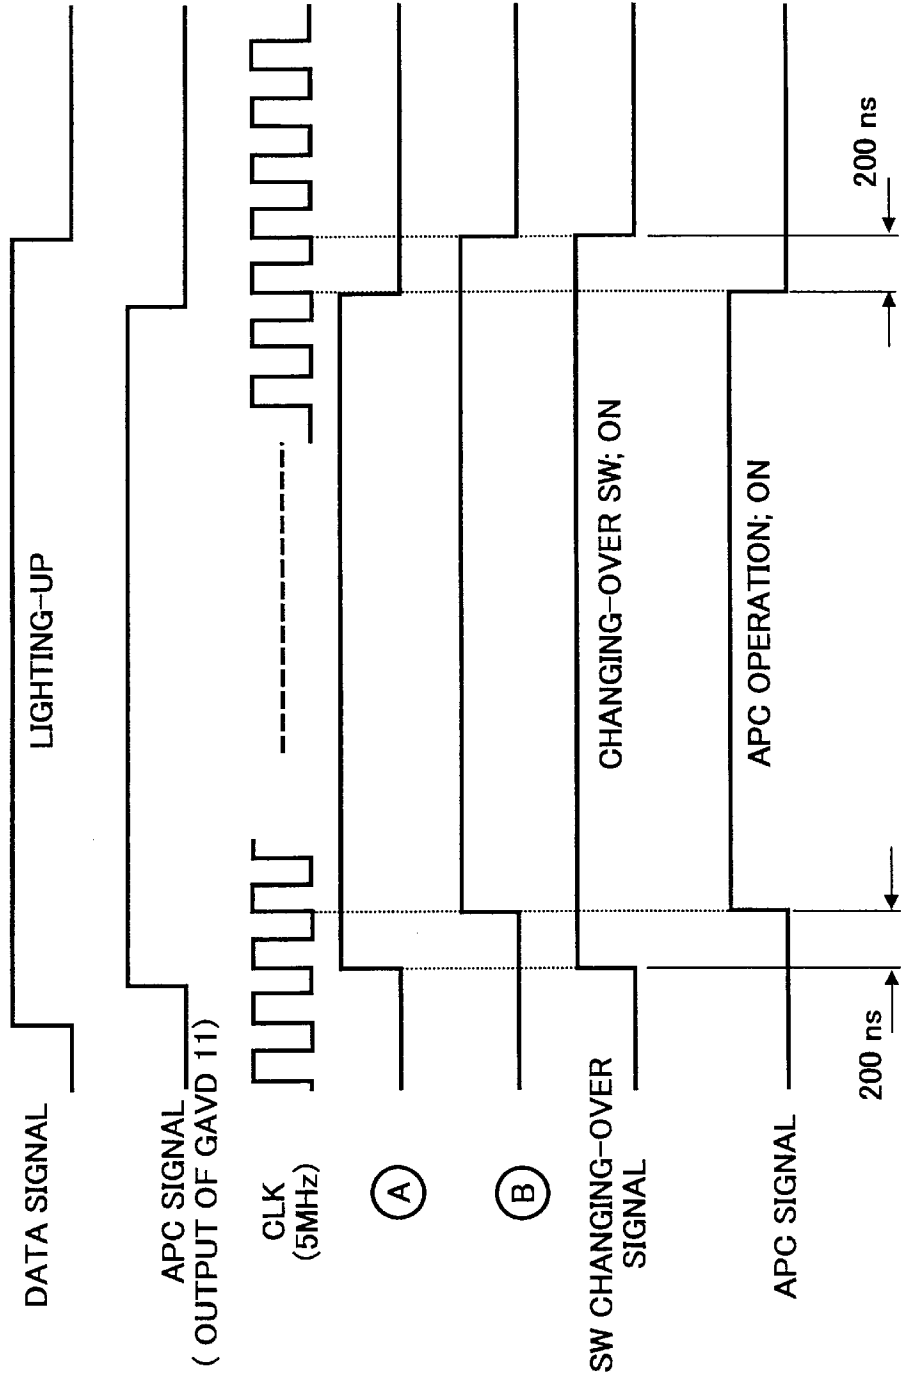 DATA SIGNAL
LIGHTING-UP
APC SIGNAL
( OUTPUT OF GAVD 11)
CLK
(5MHz)
A
B
SW CHANGING-OVER
SIGNAL
CHANGING-OVER SW; ON
APC SIGNAL
APC OPERATION; ON
200 ns
200 ns